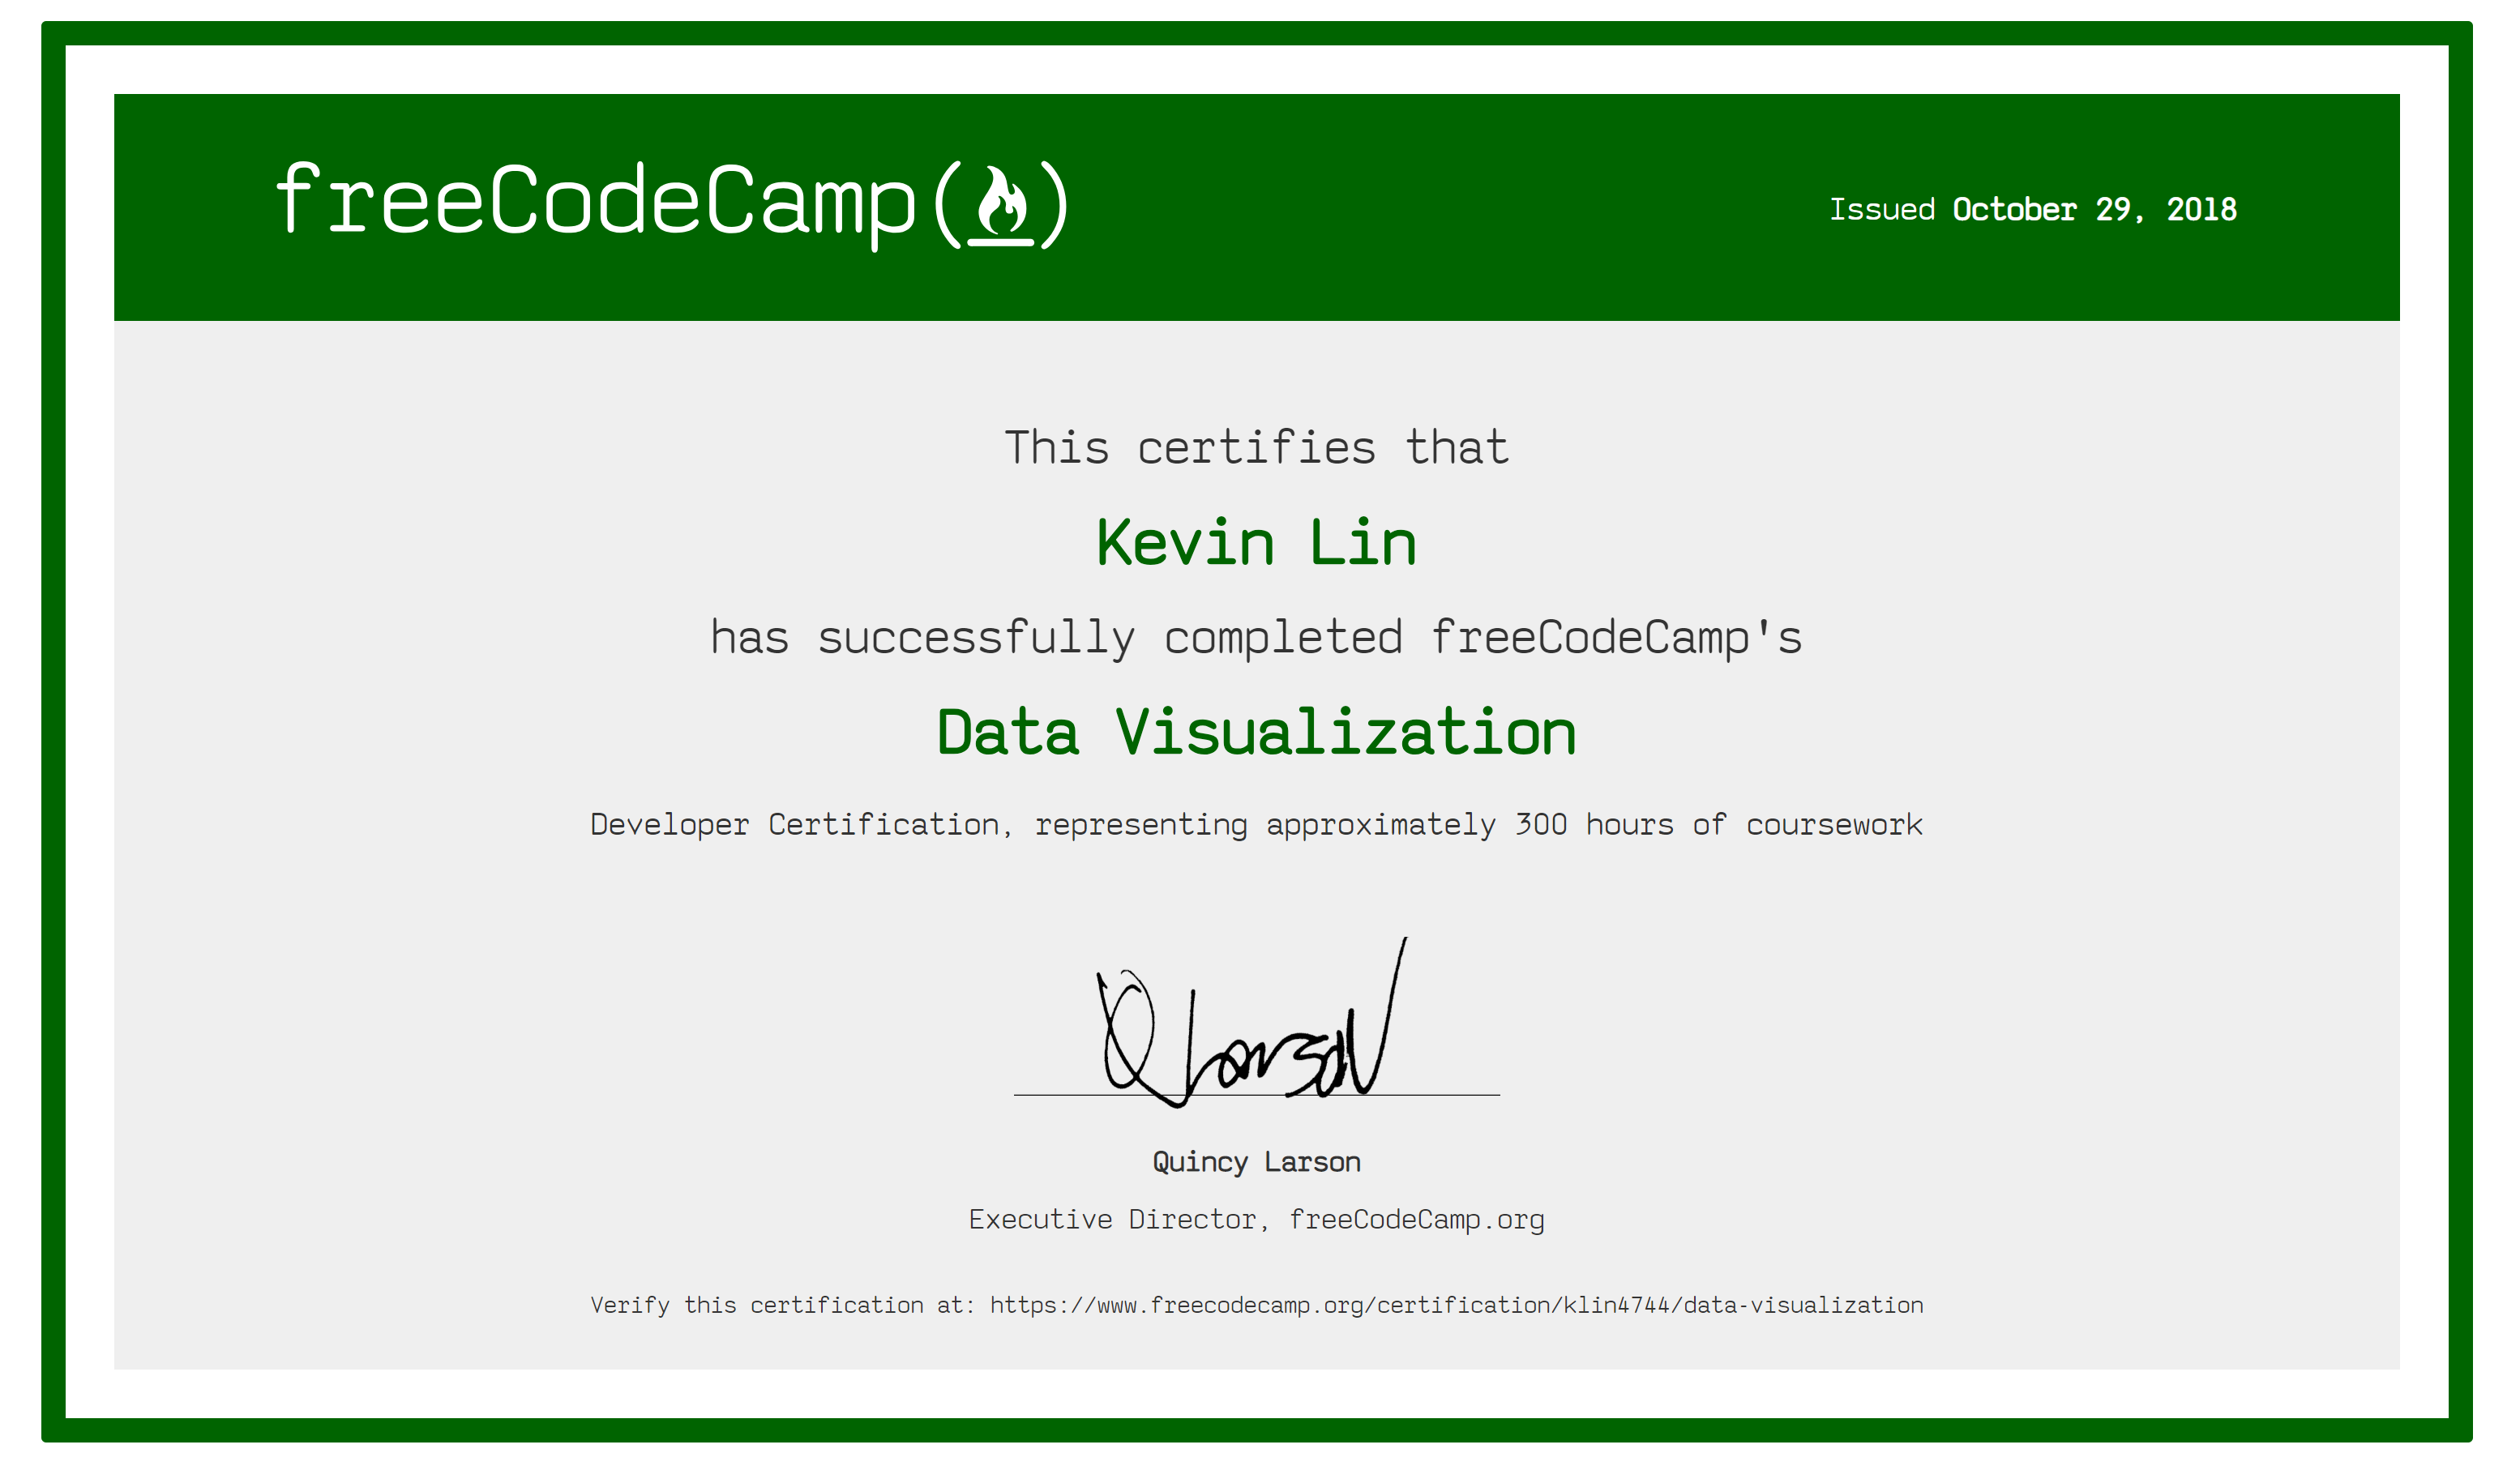 freeCodeCamp
Issued October 29, 2018
This certifies that
Kevin Lin
has successfully completed freeCodeCamp's
Data Visualization
Developer Certification, representing approximately 300 hours of coursework
Q Larson
Quincy Larson
Executive Director, freeCodeCamp.org
Verify this certification at: https://www.freecodecamp.org/certification/klin4744/data-visualization